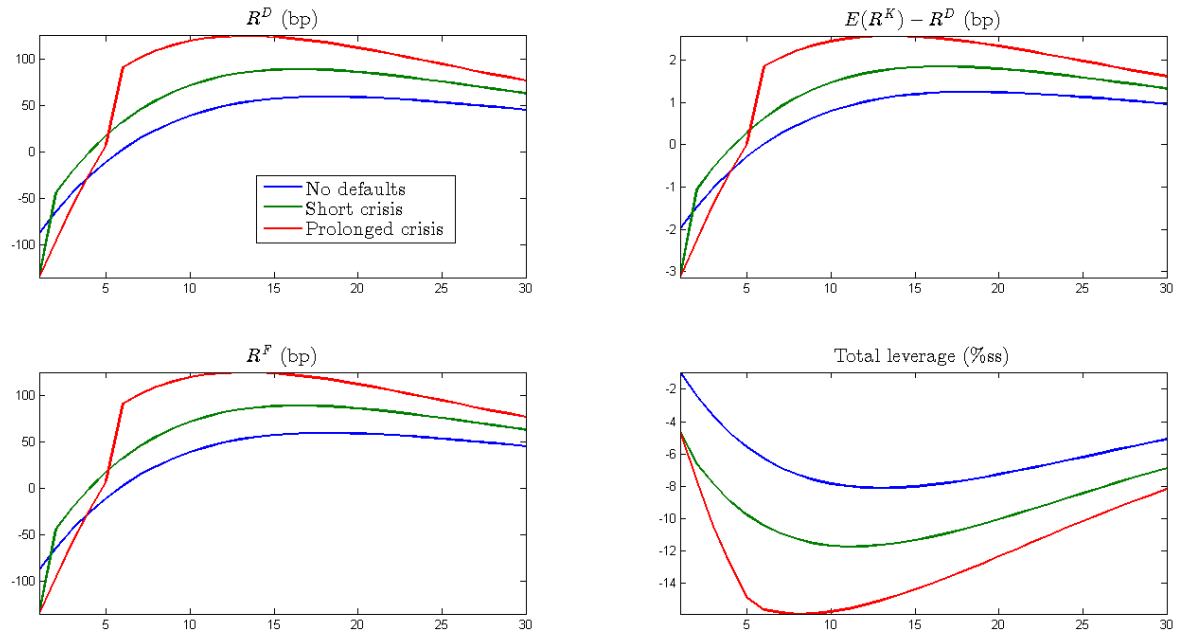 R^D (bp)
100
50
0
-50
-100
No defaults
Short crisis
Prolonged crisis
5 10 15 20 25 30
E(R^K) − R^D (bp)
2
1
0
-1
-2
-3
5 10 15 20 25 30
R^F (bp)
100
50
0
-50
-100
5 10 15 20 25 30
Total leverage (%ss)
-2
-4
-6
-8
-10
-12
-14
5 10 15 20 25 30